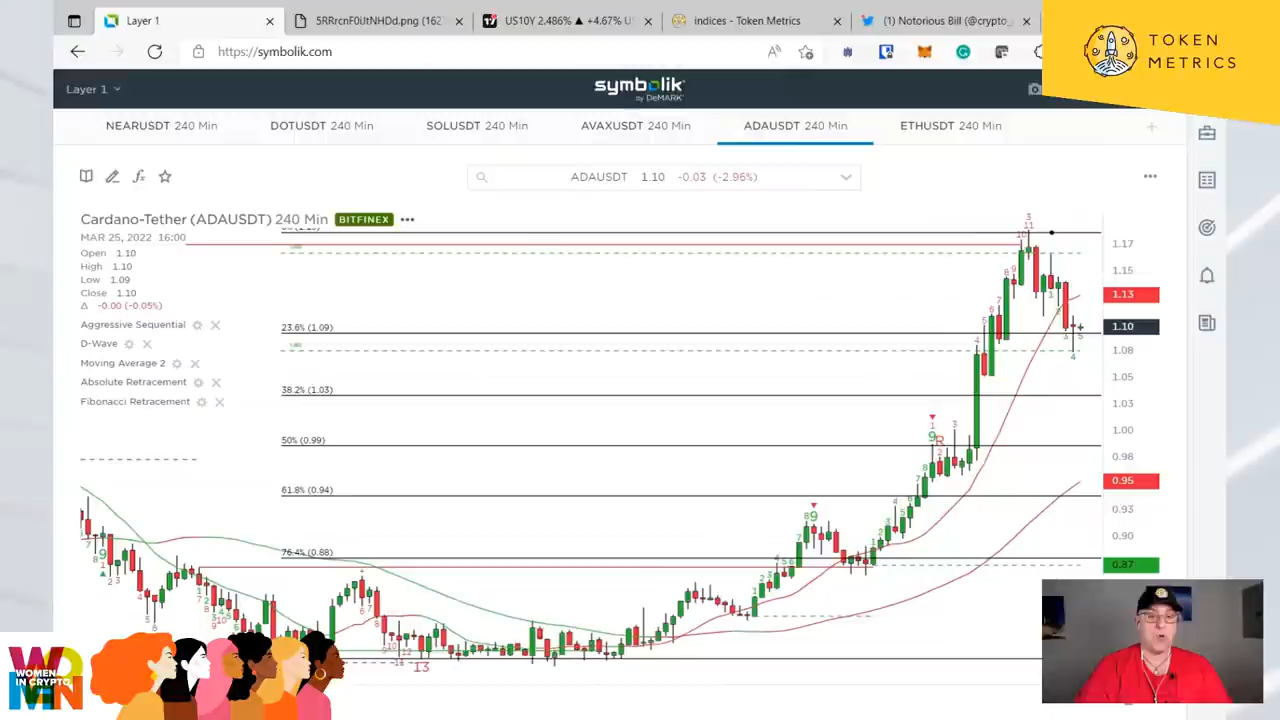 Layer 1
5RRrcnF0UtNHDd.png (162
US10Y 2.486% ▲ +4.67% U
indices - Token Metrics
(1) Notorious Bill (@crypto_
https://symbolik.com
TOKEN
METRICS
Layer 1
symbolik
by DeMARK
NEARUSDT 240 Min
DOTUSDT 240 Min
SOLUSDT 240 Min
AVAXUSDT 240 Min
ADAUSDT 240 Min
ETHUSDT 240 Min
ADAUSDT 1.10 -0.03 (-2.96%)
Cardano-Tether (ADAUSDT) 240 Min BITFINEX
MAR 25, 2022 16:00
Open 1.10
High 1.10
Low 1.09
Close 1.10
Δ -0.00 (-0.05%)
Aggressive Sequential
D-Wave
Moving Average 2
Absolute Retracement
Fibonacci Retracement
23.6% (1.09)
38.2% (1.03)
50% (0.99)
61.8% (0.94)
76.4% (0.88)
1.17
1.15
1.13
1.10
1.08
1.05
1.03
1.00
0.98
0.95
0.93
0.90
0.87
13
WOMEN
IN CRYPTO